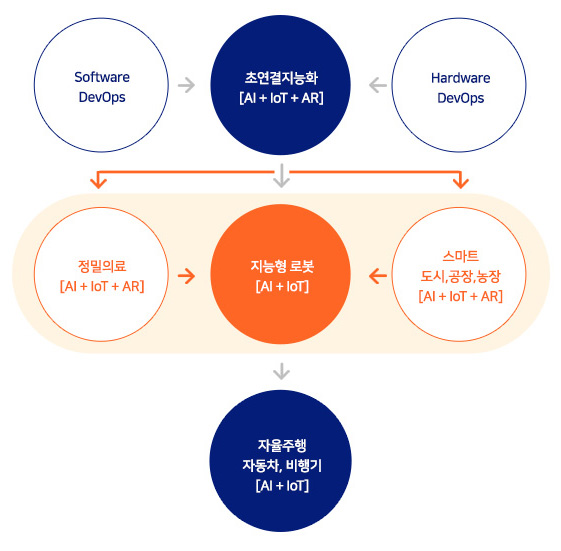 Software
DevOps
초연결지능화
[AI + IoT + AR]
Hardware
DevOps
정밀의료
[AI + IoT + AR]
지능형 로봇
[AI + IoT]
스마트
도시,공장,농장
[AI + IoT + AR]
자율주행
자동차, 비행기
[AI + IoT]